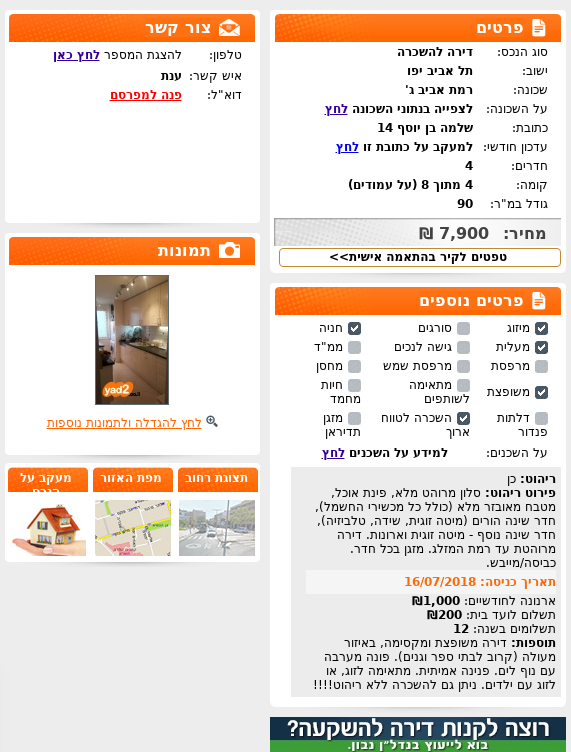 פרטים
סוג הנכס: דירה להשכרה
ישוב: תל אביב יפו
שכונה: רמת אביב ג'
על השכונה: לצפייה בנתוני השכונה לחץ
כתובת: שלמה בן יוסף 14
עדכון חודשי: למעקב על כתובת זו לחץ
חדרים: 4
קומה: 4 מתוך 8 (על עמודים)
גודל במ"ר: 90
מחיר: 7,900 ₪
טפטים לקיר בהתאמה אישית>>
פרטים נוספים
מיזוג סורגים חניה
מעלית גישה לנכים ממ"ד
מרפסת מרפסת שמש מחסן
משופצת מתאימה לשותפים חיות מחמד
דלתות פנדור השכרה לטווח ארוך מזגן תדיראן
על השכנים: למידע על השכנים לחץ
ריהוט: כן
פירוט ריהוט: סלון מרוהט מלא, פינת אוכל,
מטבח מאובזר מלא (כולל כל מכשירי החשמל),
חדר שינה הורים (מיטה זוגית, שידה, טלביזיה),
חדר שינה נוסף - מיטה זוגית וארונות. דירה
מרוהטת עד רמת המזלג. מזגן בכל חדר.
כביסה/מייבש.
תאריך כניסה: 16/07/2018
ארנונה לחודשיים: 1,000₪
תשלום לועד בית: 200₪
תשלומים בשנה: 12
תוספות: דירה משופצת ומקסימה, באיזור
מעולה (קרוב לבתי ספר וגנים). פונה מערבה
עם נוף לים. פנינה אמיתית. מתאימה לזוג, או
לזוג עם ילדים. ניתן גם להשכרה ללא ריהוט!!!!
רוצה לקנות דירה להשקעה?
בוא לייעוץ בנדל"ן נבון.
צור קשר
טלפון: להצגת המספר לחץ כאן
איש קשר: ענת
דוא"ל: פנה למפרסם
תמונות
yad2
לחץ להגדלה ולתמונות נוספות
תצוגת רחוב
מפת האזור
מעקב על
הנכס